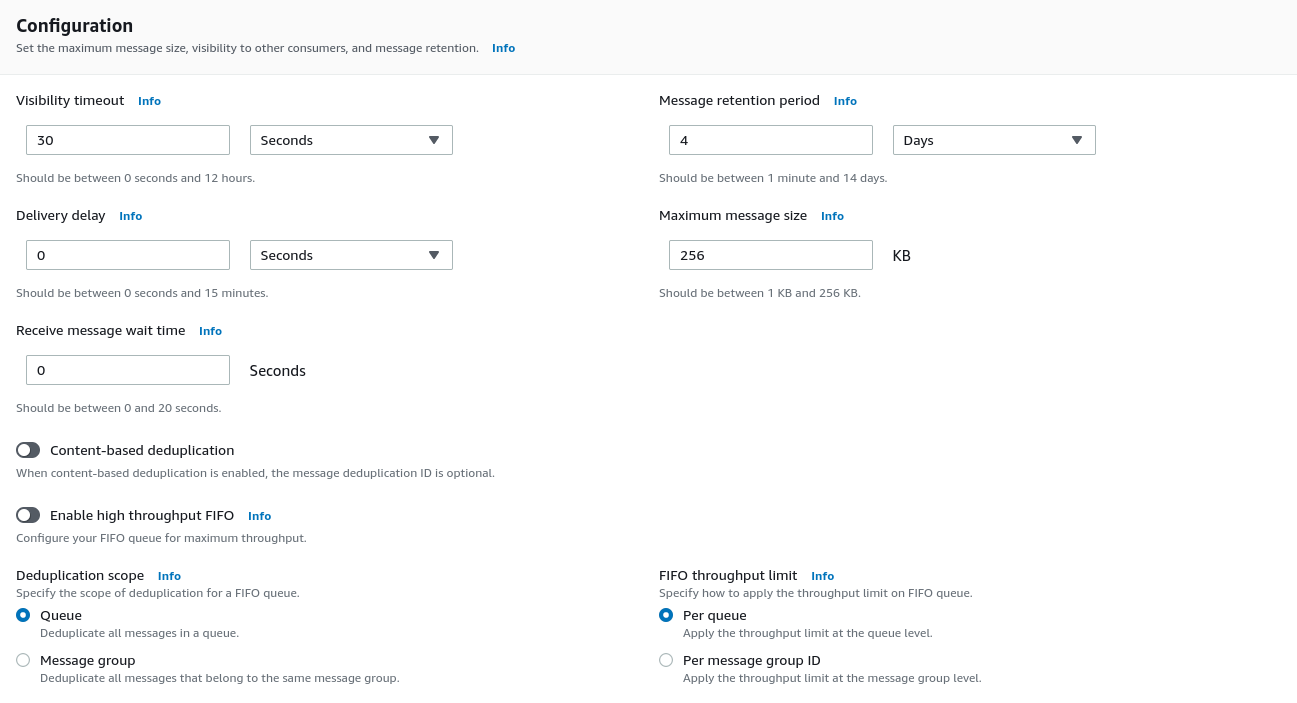 Configuration
Set the maximum message size, visibility to other consumers, and message retention. Info
Visibility timeout Info
30 Seconds
Should be between 0 seconds and 12 hours.
Message retention period Info
4 Days
Should be between 1 minute and 14 days.
Delivery delay Info
0 Seconds
Should be between 0 seconds and 15 minutes.
Maximum message size Info
256 KB
Should be between 1 KB and 256 KB.
Receive message wait time Info
0 Seconds
Should be between 0 and 20 seconds.
Content-based deduplication
When content-based deduplication is enabled, the message deduplication ID is optional.
Enable high throughput FIFO Info
Configure your FIFO queue for maximum throughput.
Deduplication scope Info
Specify the scope of deduplication for a FIFO queue.
Queue
Deduplicate all messages in a queue.
Message group
Deduplicate all messages that belong to the same message group.
FIFO throughput limit Info
Specify how to apply the throughput limit on FIFO queue.
Per queue
Apply the throughput limit at the queue level.
Per message group ID
Apply the throughput limit at the message group level.